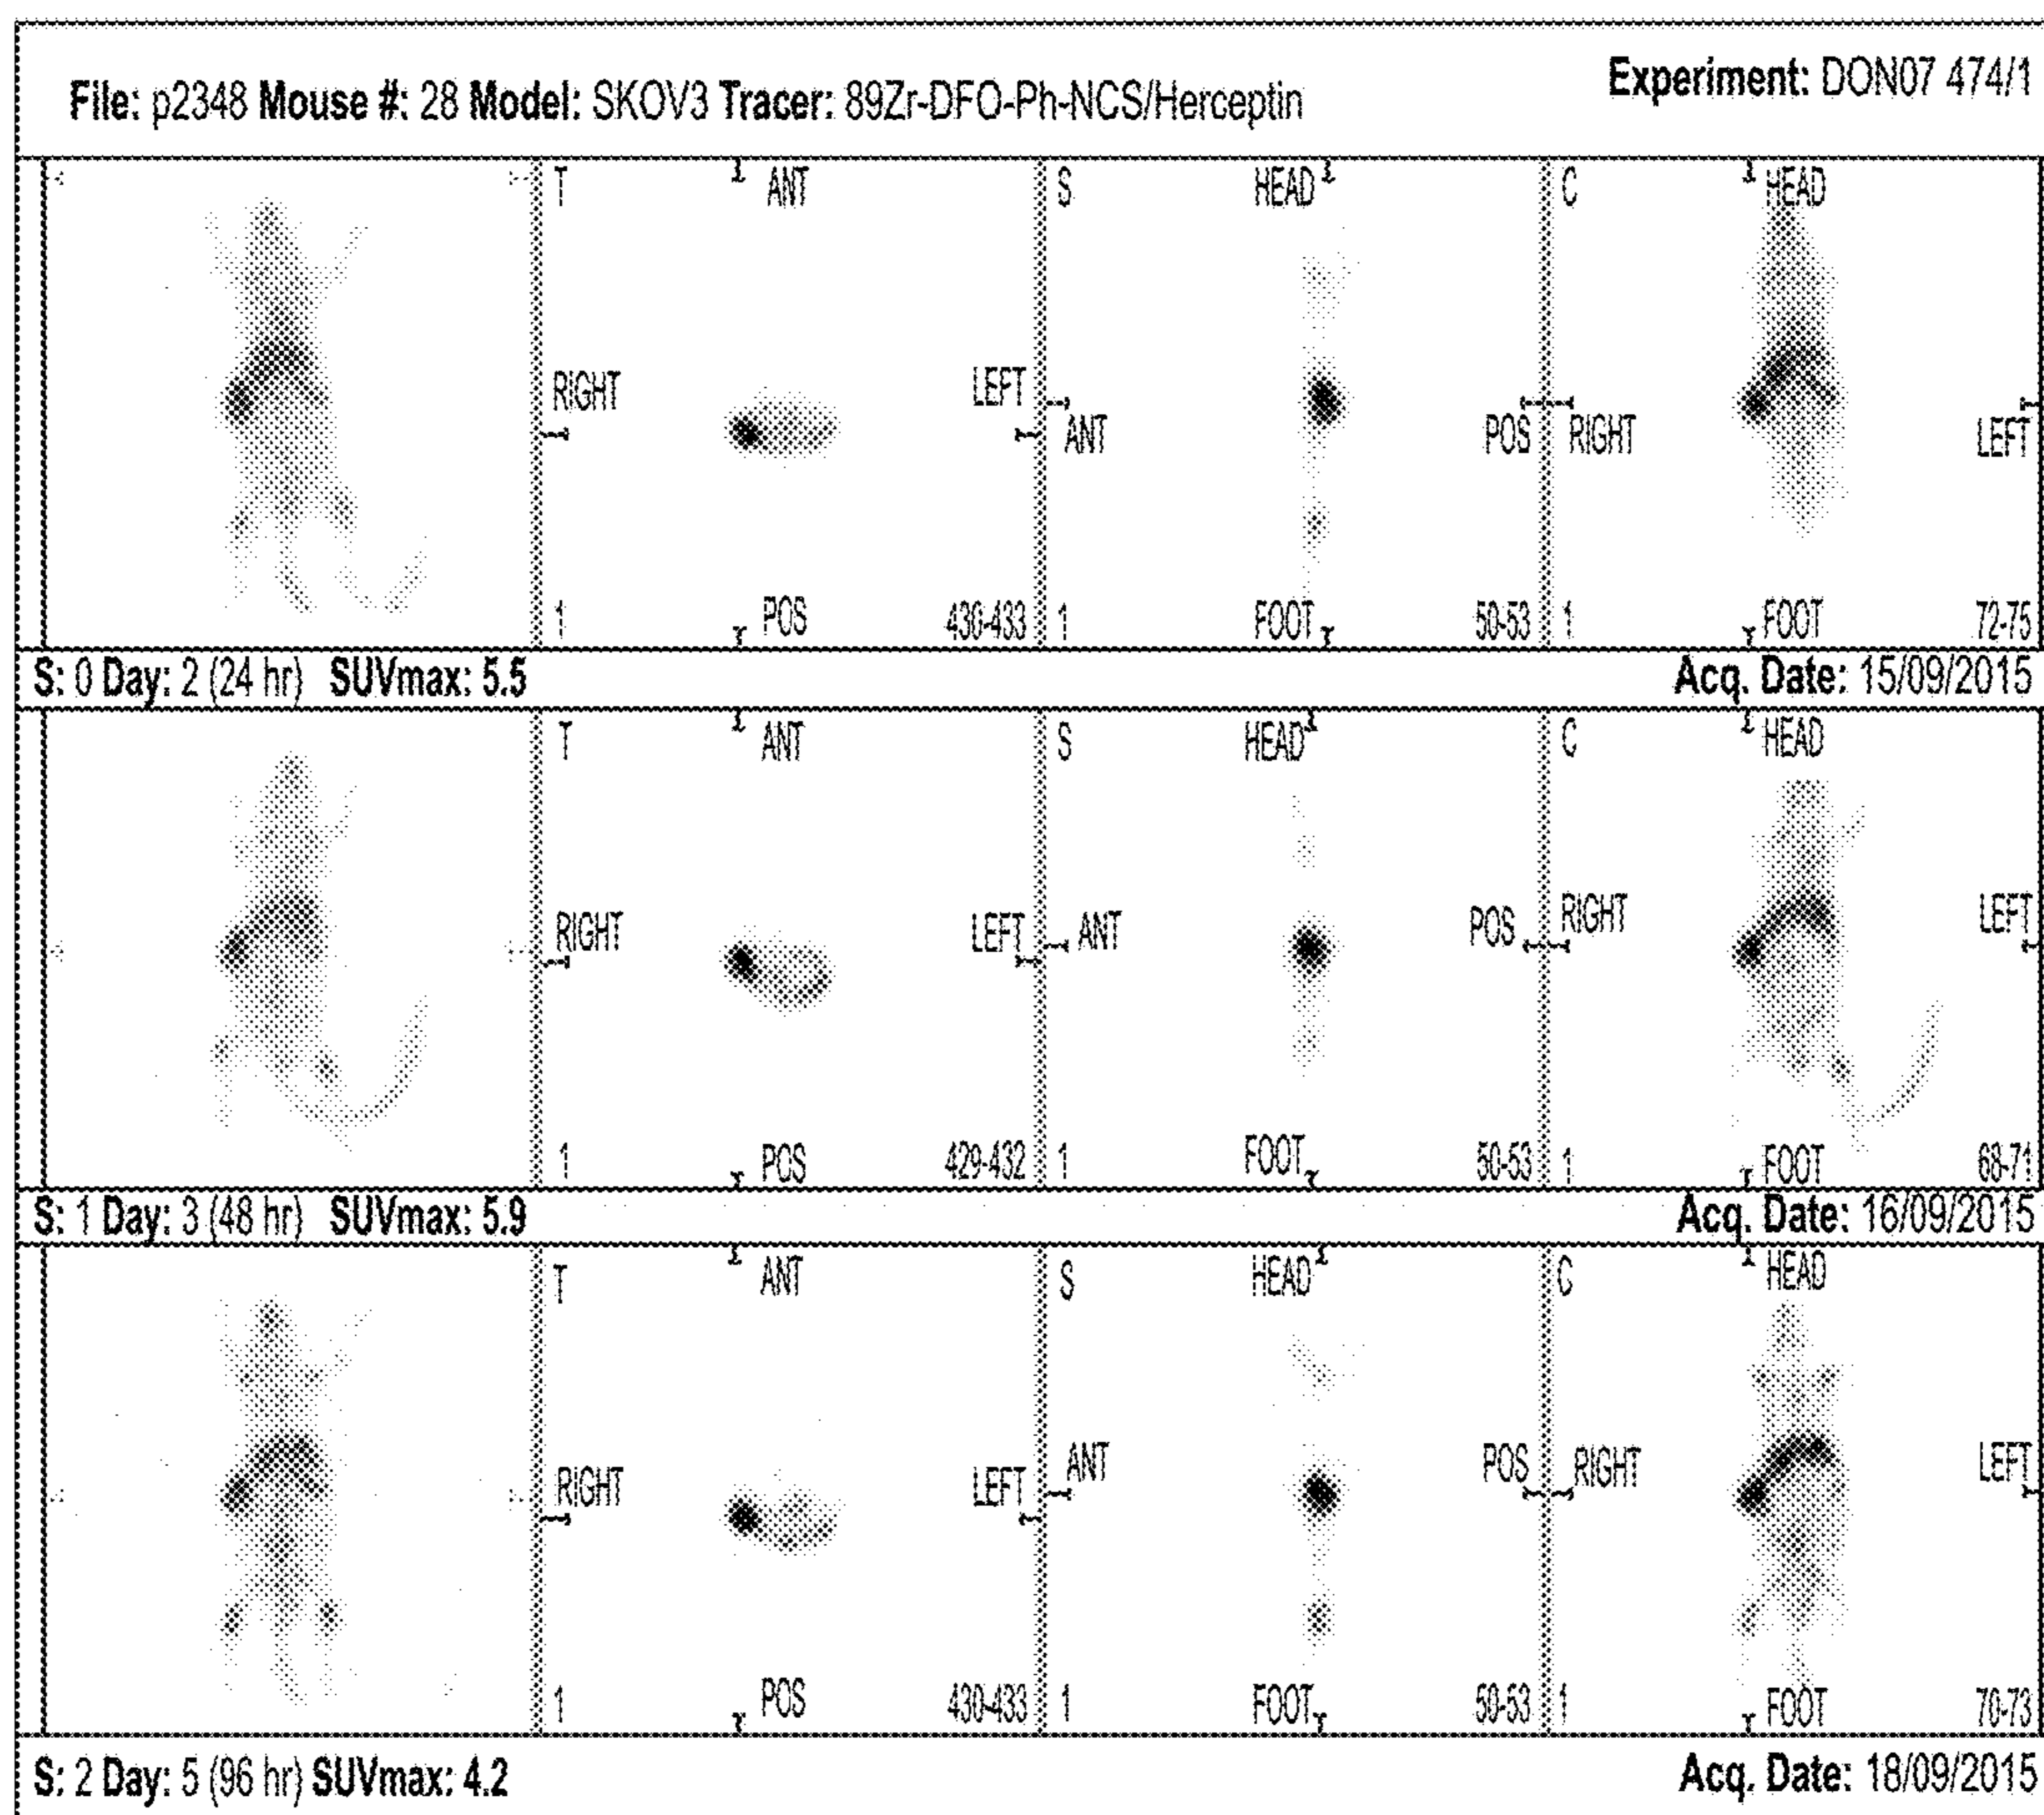 File: p2348 Mouse #: 28 Model: SKOV3 Tracer: 89Zr-DFO-Ph-NCS/Herceptin
Experiment: DON07 474/1
T ANT S HEAD C HEAD
RIGHT LEFT ANT POS RIGHT LEFT
1 POS 430-433 1 FOOT 50-53 1 FOOT 72-75
S: 0 Day: 2 (24 hr) SUVmax: 5.5 Acq. Date: 15/09/2015
T ANT S HEAD C HEAD
RIGHT LEFT ANT POS RIGHT LEFT
1 POS 429-432 1 FOOT 50-53 1 FOOT 68-71
S: 1 Day: 3 (48 hr) SUVmax: 5.9 Acq. Date: 16/09/2015
T ANT S HEAD C HEAD
RIGHT LEFT ANT POS RIGHT LEFT
1 POS 430-433 1 FOOT 50-53 1 FOOT 70-73
S: 2 Day: 5 (96 hr) SUVmax: 4.2 Acq. Date: 18/09/2015